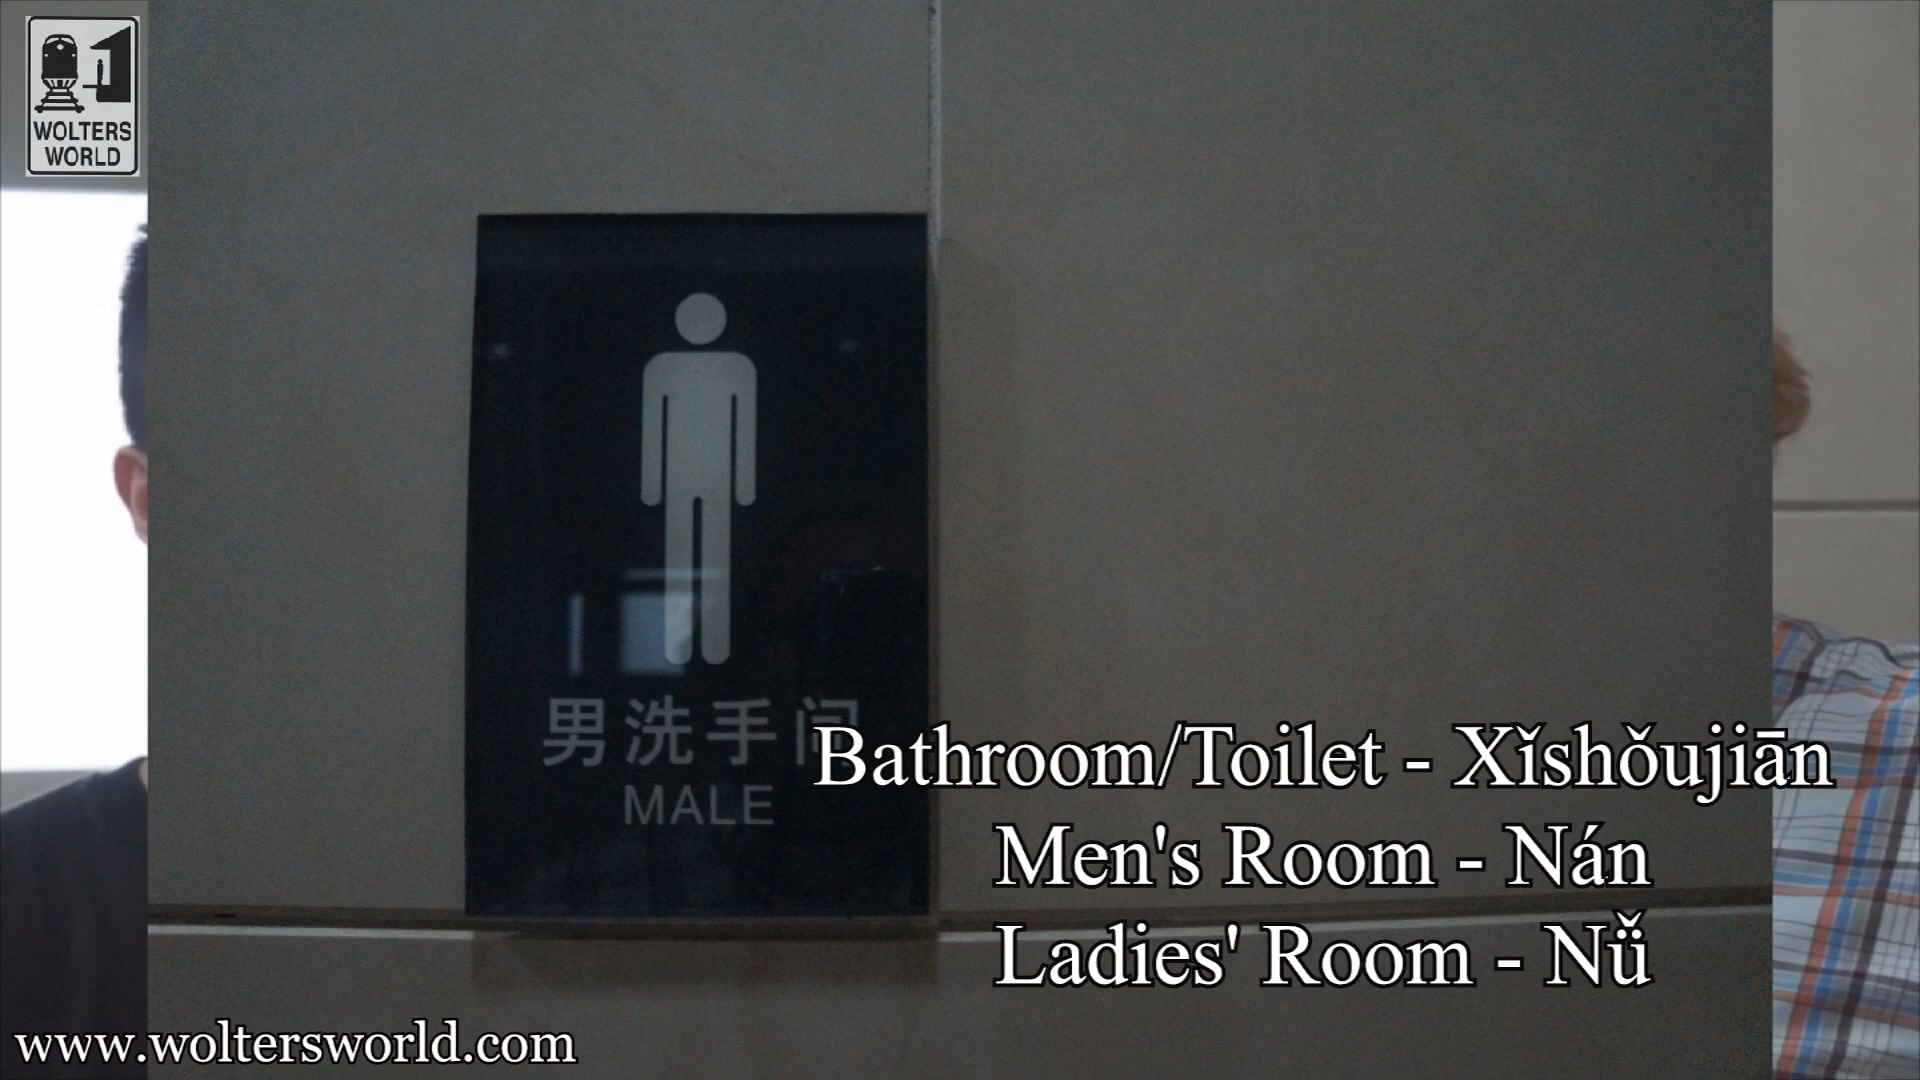 WOLTERS
WORLD
男洗手间
MALE
Bathroom/Toilet - Xǐshǒujiān
Men's Room - Nán
Ladies' Room - Nǚ
www.woltersworld.com